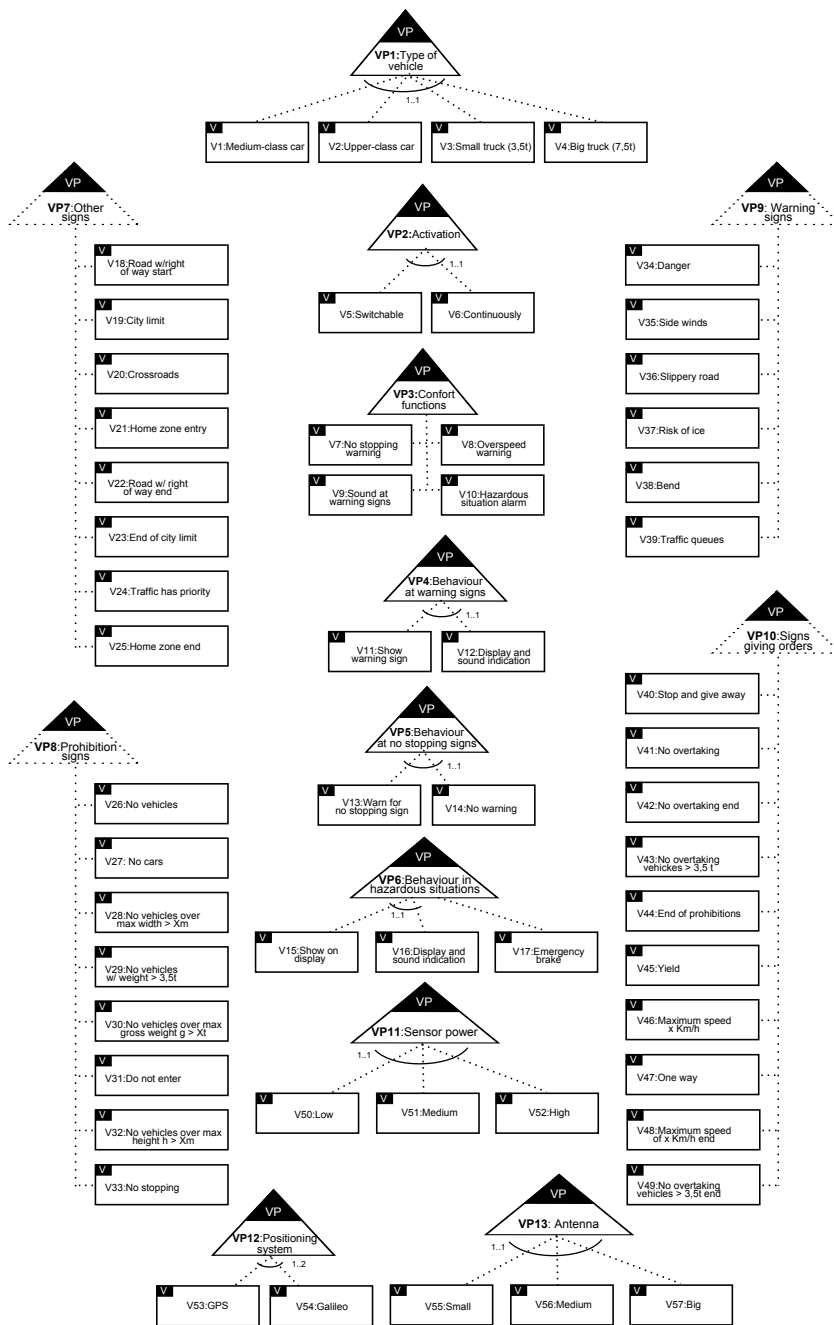 VP
VP1:Type of
vehicle
1..1
V
V1:Medium-class car
V
V2:Upper-class car
V
V3:Small truck (3,5t)
V
V4:Big truck (7,5t)
VP
VP7:Other
signs
V
V18:Road w/right
of way start
V
V19:City limit
V
V20:Crossroads
V
V21:Home zone entry
V
V22:Road w/ right
of way end
V
V23:End of city limit
V
V24:Traffic has priority
V
V25:Home zone end
VP
VP2:Activation
1..1
V
V5:Switchable
V
V6:Continuously
VP
VP3:Confort
functions
V
V7:No stopping
warning
V
V8:Overspeed
warning
V
V9:Sound at
warning signs
V
V10:Hazardous
situation alarm
VP
VP4:Behaviour
at warning signs
1..1
V
V11:Show
warning sign
V
V12:Display and
sound indication
VP
VP5:Behaviour
at no stopping signs
1..1
V
V13:Warn for
no stopping sign
V
V14:No warning
VP
VP6:Behaviour in
hazardous situations
1..1
V
V15:Show on
display
V
V16:Display and
sound indication
V
V17:Emergency
brake
VP
VP9: Warning
signs
V
V34:Danger
V
V35:Side winds
V
V36:Slippery road
V
V37:Risk of ice
V
V38:Bend
V
V39:Traffic queues
VP
VP10:Signs
giving orders
V
V40:Stop and give away
V
V41:No overtaking
V
V42:No overtaking end
V
V43:No overtaking
vehickes > 3,5 t
V
V44:End of prohibitions
V
V45:Yield
V
V46:Maximum speed
x Km/h
V
V47:One way
V
V48:Maximum speed
of x Km/h end
V
V49:No overtaking
vehicles > 3,5t end
VP
VP8:Prohibition
signs
V
V26:No vehicles
V
V27: No cars
V
V28:No vehicles over
max width > Xm
V
V29:No vehicles
w/ weight > 3,5t
V
V30:No vehicles over max
gross weight g > Xt
V
V31:Do not enter
V
V32:No vehicles over max
height h > Xm
V
V33:No stopping
VP
VP11:Sensor power
1..1
V
V50:Low
V
V51:Medium
V
V52:High
VP
VP12:Positioning
system
1..2
V
V53:GPS
V
V54:Galileo
VP
VP13: Antenna
1..1
V
V55:Small
V
V56:Medium
V
V57:Big